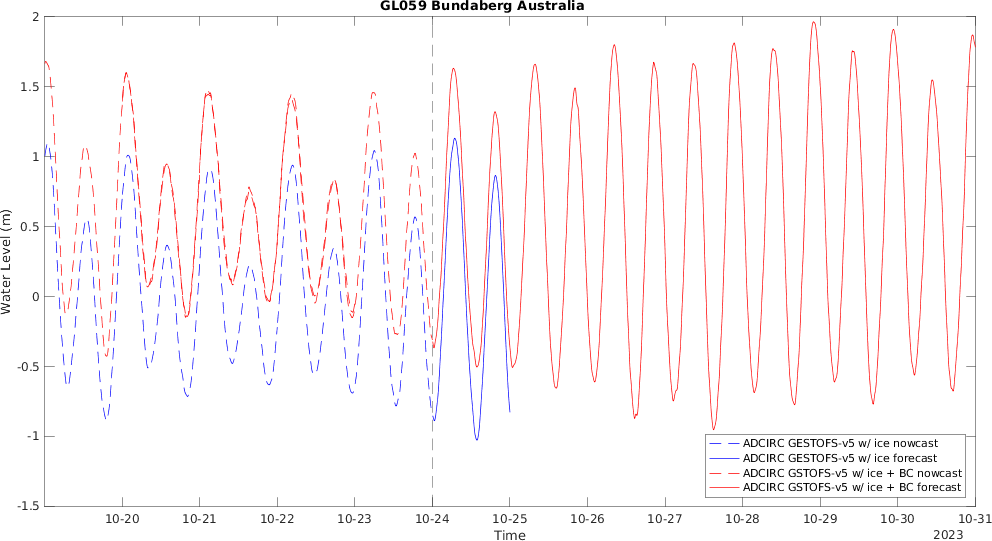 GL059 Bundaberg Australia
Water Level (m)
2
1.5
1
0.5
0
-0.5
-1
-1.5
ADCIRC GESTOFS-v5 w/ ice nowcast
ADCIRC GESTOFS-v5 w/ ice forecast
ADCIRC GSTOFS-v5 w/ ice + BC nowcast
ADCIRC GSTOFS-v5 w/ ice + BC forecast
10-20 10-21 10-22 10-23 10-24 10-25 10-26 10-27 10-28 10-29 10-30 10-31
Time
2023